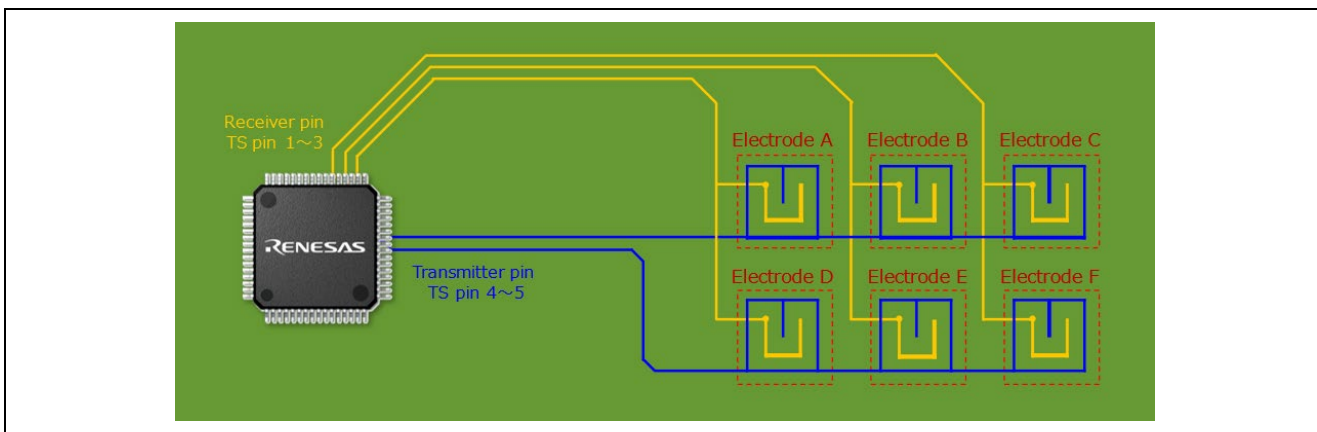 Receiver pin
TS pin 1～3
Electrode A
Electrode B
Electrode C
RENESAS
Transmitter pin
TS pin 4～5
Electrode D
Electrode E
Electrode F